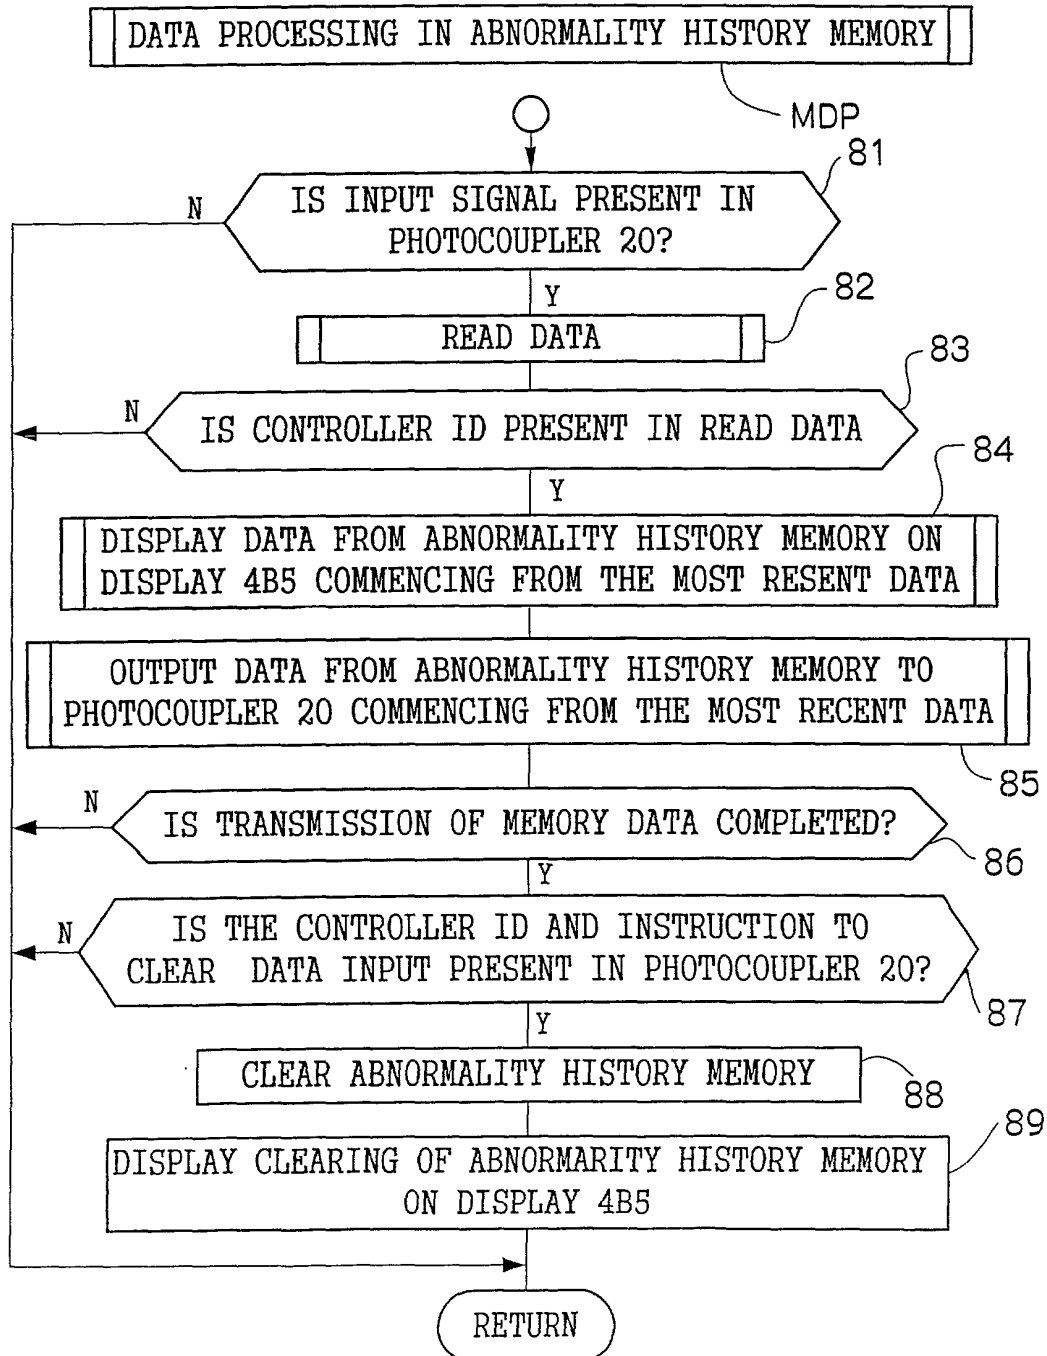 DATA PROCESSING IN ABNORMALITY HISTORY MEMORY
MDP
81
IS INPUT SIGNAL PRESENT IN
PHOTOCOUPLER 20?
N
Y
82
READ DATA
83
N
IS CONTROLLER ID PRESENT IN READ DATA
Y
84
DISPLAY DATA FROM ABNORMALITY HISTORY MEMORY ON
DISPLAY 4B5 COMMENCING FROM THE MOST RESENT DATA
OUTPUT DATA FROM ABNORMALITY HISTORY MEMORY TO
PHOTOCOUPLER 20 COMMENCING FROM THE MOST RECENT DATA
85
N
IS TRANSMISSION OF MEMORY DATA COMPLETED?
86
Y
N
IS THE CONTROLLER ID AND INSTRUCTION TO
CLEAR DATA INPUT PRESENT IN PHOTOCOUPLER 20?
87
Y
CLEAR ABNORMALITY HISTORY MEMORY
88
89
DISPLAY CLEARING OF ABNORMARITY HISTORY MEMORY
ON DISPLAY 4B5
RETURN